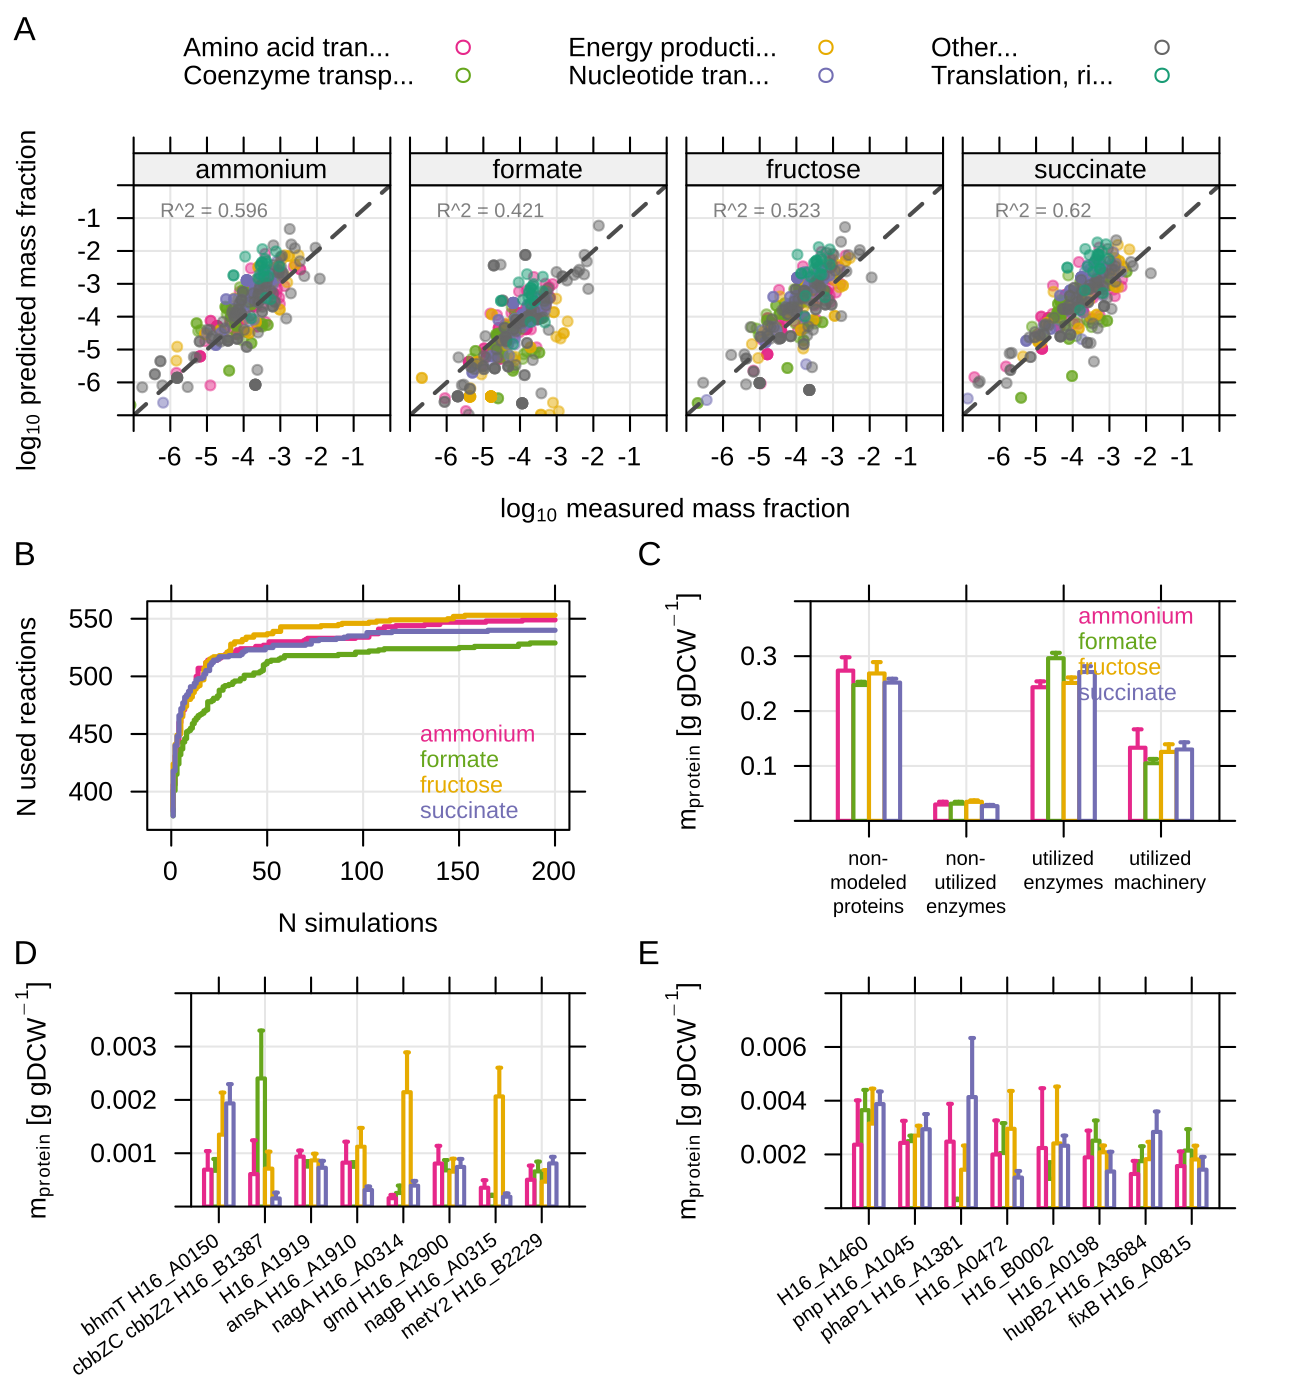 A
Amino acid tran...
Energy producti...
Other...
Coenzyme transp...
Nucleotide tran...
Translation, ri...
log10 predicted mass fraction
ammonium
formate
fructose
succinate
R^2 = 0.596
R^2 = 0.421
R^2 = 0.523
R^2 = 0.62
-1
-2
-3
-4
-5
-6
-6 -5 -4 -3 -2 -1
-6 -5 -4 -3 -2 -1
-6 -5 -4 -3 -2 -1
-6 -5 -4 -3 -2 -1
log10 measured mass fraction
B
N used reactions
550
500
450
400
ammonium
formate
fructose
succinate
0 50 100 150 200
N simulations
C
mprotein [g gDCW−1]
0.3
0.2
0.1
ammonium
formate
fructose
succinate
non-
modeled
proteins
non-
utilized
enzymes
utilized
enzymes
utilized
machinery
D
mprotein [g gDCW−1]
0.003
0.002
0.001
bhmT H16_A0150
cbbZC cbbZ2 H16_B1387
H16_A1919
ansA H16_A1910
nagA H16_A0314
gmd H16_A2900
nagB H16_A0315
metY2 H16_B2229
E
mprotein [g gDCW−1]
0.006
0.004
0.002
H16_A1460
pnp H16_A1045
phaP1 H16_A1381
H16_A0472
H16_B0002
H16_A0198
hupB2 H16_A3684
fixB H16_A0815